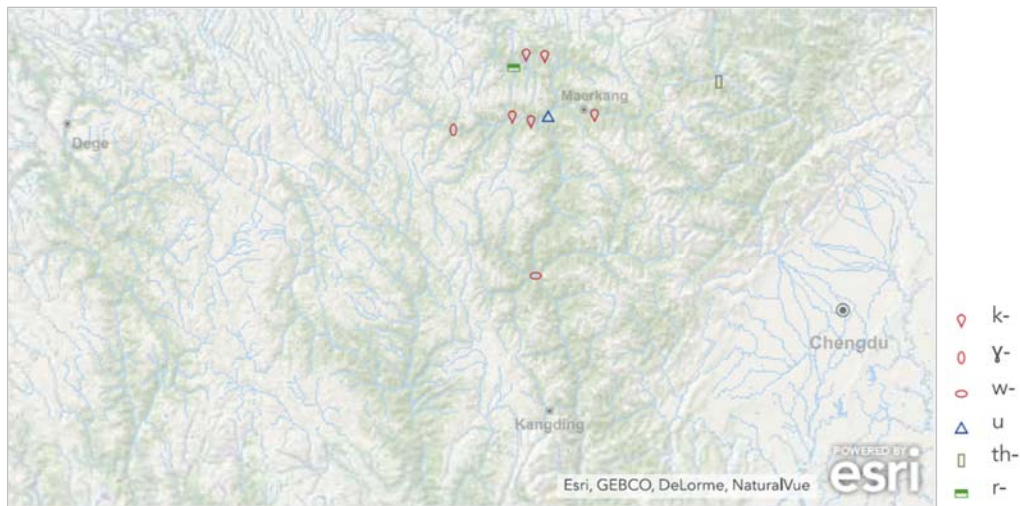 Maerkang
Dege
Chengdu
Kangding
POWERED BY
esri
Esri, GEBCO, DeLorme, NaturalVue
k-
ɣ-
w-
u
th-
r-